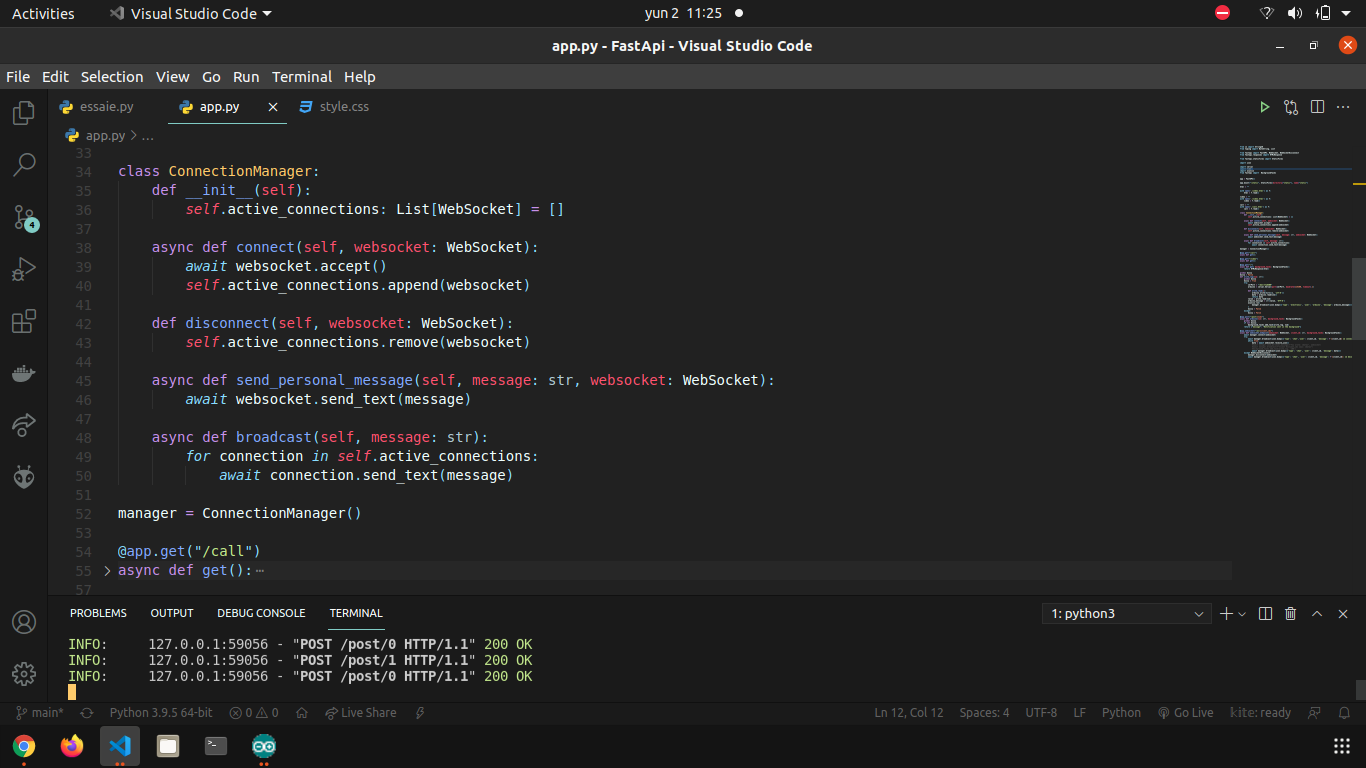 Activities Visual Studio Code yun 2 11:25
app.py - FastApi - Visual Studio Code
File Edit Selection View Go Run Terminal Help
essaie.py app.py style.css
app.py > ...
33
34 class ConnectionManager:
35 def __init__(self):
36 self.active_connections: List[WebSocket] = []
37
38 async def connect(self, websocket: WebSocket):
39 await websocket.accept()
40 self.active_connections.append(websocket)
41
42 def disconnect(self, websocket: WebSocket):
43 self.active_connections.remove(websocket)
44
45 async def send_personal_message(self, message: str, websocket: WebSocket):
46 await websocket.send_text(message)
47
48 async def broadcast(self, message: str):
49 for connection in self.active_connections:
50 await connection.send_text(message)
51
52 manager = ConnectionManager()
53
54 @app.get("/call")
55 async def get():⋯
57
4
PROBLEMS OUTPUT DEBUG CONSOLE TERMINAL 1: python3
INFO: 127.0.0.1:59056 - "POST /post/0 HTTP/1.1" 200 OK
INFO: 127.0.0.1:59056 - "POST /post/1 HTTP/1.1" 200 OK
INFO: 127.0.0.1:59056 - "POST /post/0 HTTP/1.1" 200 OK
main* Python 3.9.5 64-bit 0 0 Live Share Ln 12, Col 12 Spaces: 4 UTF-8 LF Python Go Live kite: ready